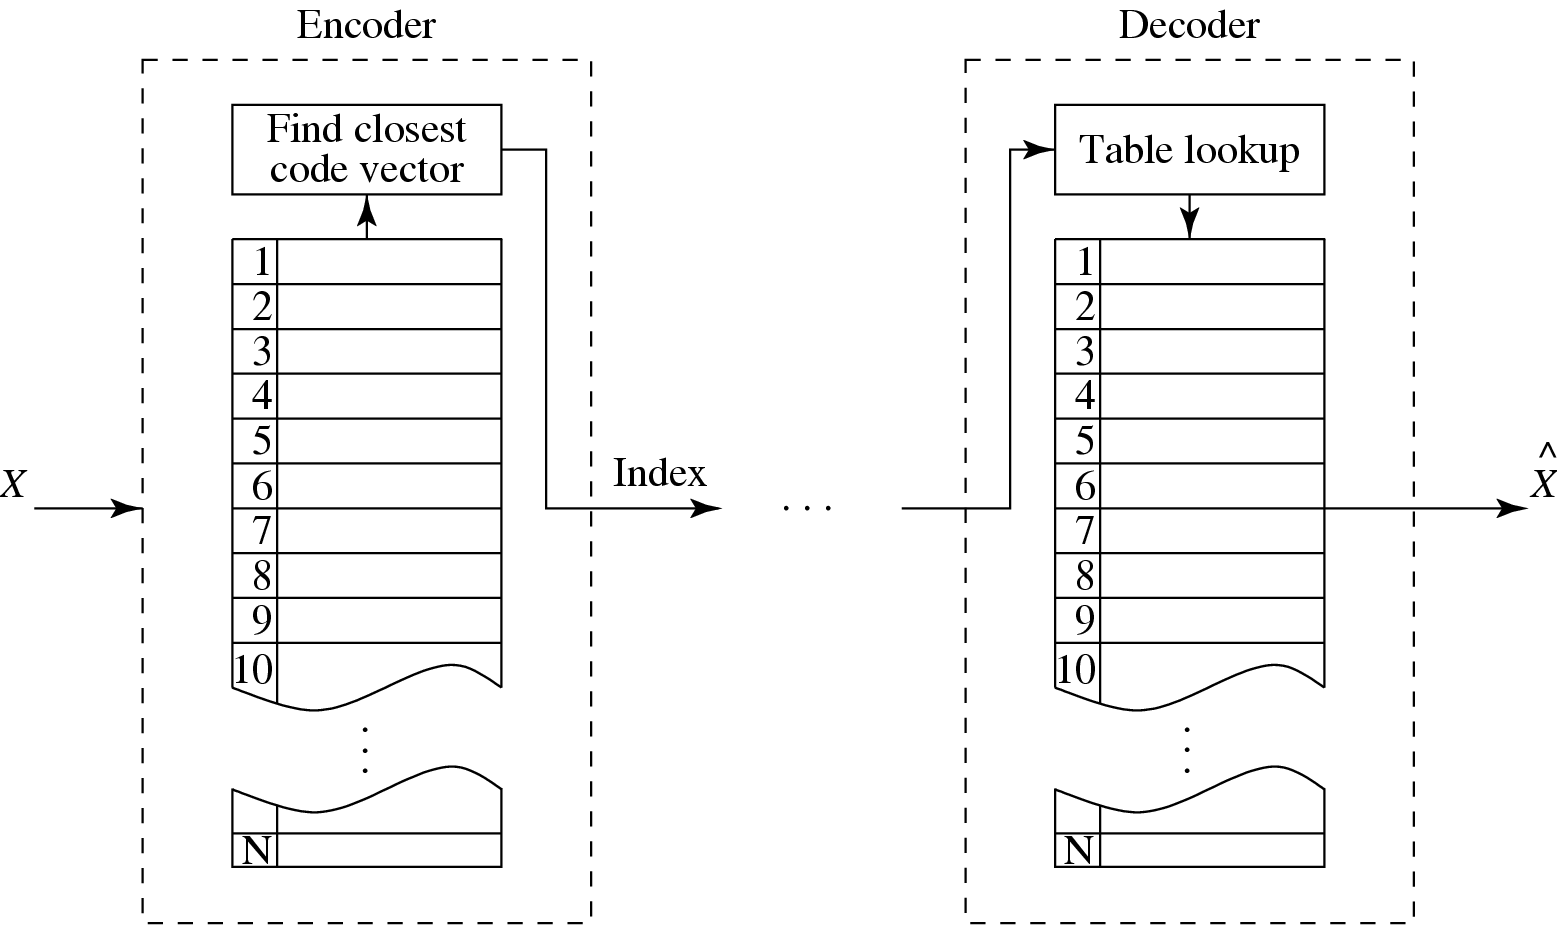 Encoder
Find closest
code vector
1
2
3
4
5
6
7
8
9
10
⋮
N
X
Index
. . .
Decoder
Table lookup
1
2
3
4
5
6
7
8
9
10
⋮
N
X̂